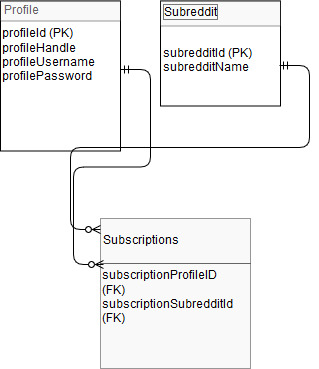 Profile
profileId (PK)
profileHandle
profileUsername
profilePassword
Subreddit
subredditId (PK)
subredditName
Subscriptions
subscriptionProfileID
(FK)
subscriptionSubredditId
(FK)